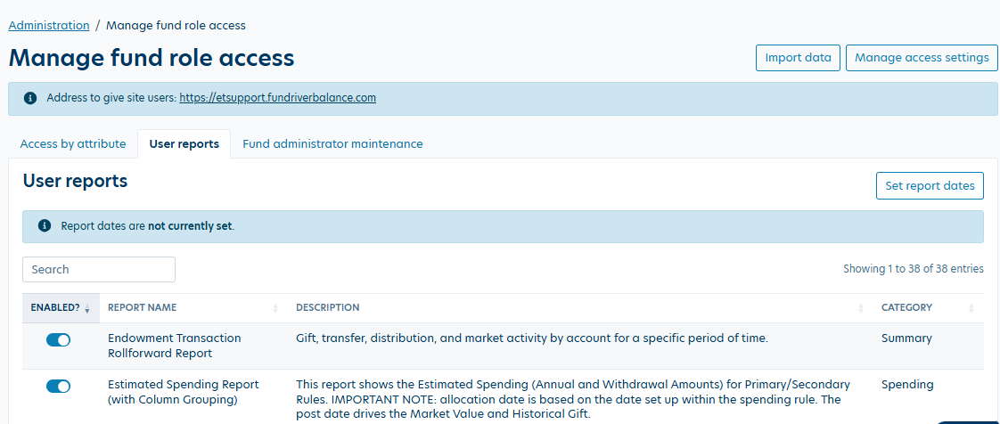 Administration / Manage fund role access
Manage fund role access
Import data
Manage access settings
Address to give site users: https://etsupport.fundriverbalance.com
Access by attribute
User reports
Fund administrator maintenance
User reports
Set report dates
Report dates are not currently set.
Search
Showing 1 to 38 of 38 entries
ENABLED?
REPORT NAME
DESCRIPTION
CATEGORY
Endowment Transaction
Rollforward Report
Gift, transfer, distribution, and market activity by account for a specific period of time.
Summary
Estimated Spending Report
(with Column Grouping)
This report shows the Estimated Spending (Annual and Withdrawal Amounts) for Primary/Secondary
Rules. IMPORTANT NOTE: allocation date is based on the date set up within the spending rule. The
post date drives the Market Value and Historical Gift.
Spending